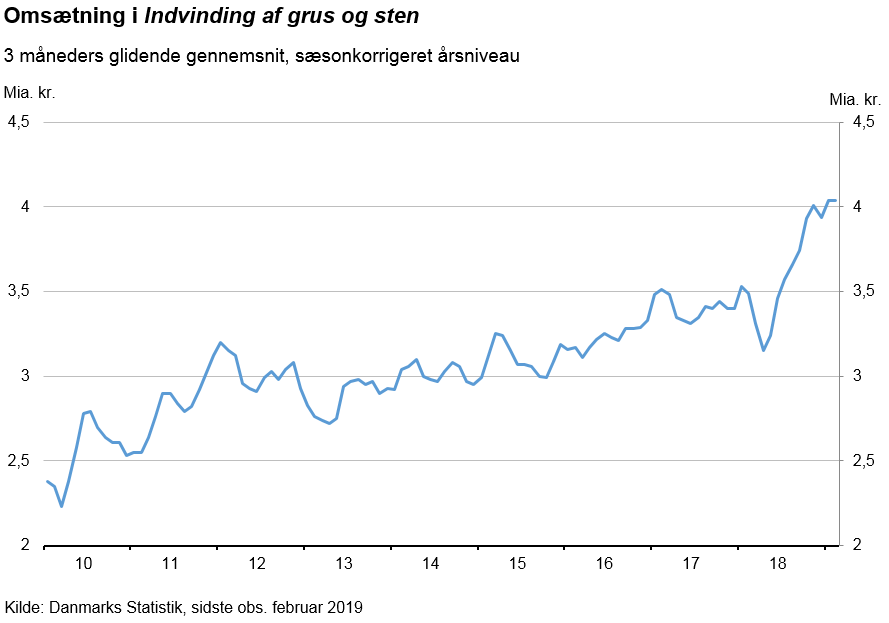 Omsætning i Indvinding af grus og sten
3 måneders glidende gennemsnit, sæsonkorrigeret årsniveau
Mia. kr.
Mia. kr.
4,5
4,5
4
4
3,5
3,5
3
3
2,5
2,5
2
2
10 11 12 13 14 15 16 17 18
Kilde: Danmarks Statistik, sidste obs. februar 2019